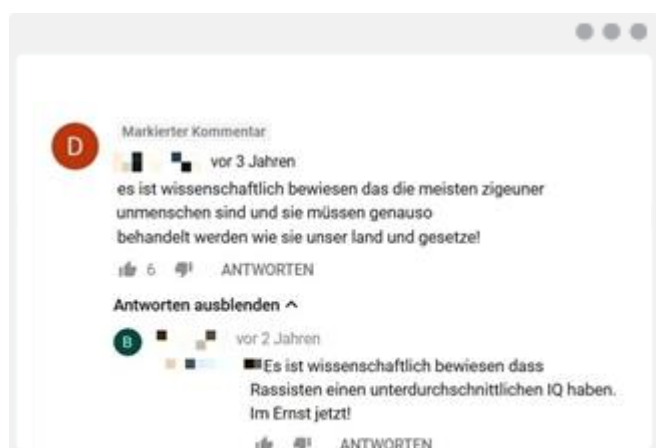 D
Markierter Kommentar
vor 3 Jahren
es ist wissenschaftlich bewiesen das die meisten zigeuner
unmenschen sind und sie müssen genauso
behandelt werden wie sie unser land und gesetze!
6 ANTWORTEN
Antworten ausblenden
B
vor 2 Jahren
Es ist wissenschaftlich bewiesen dass
Rassisten einen unterdurchschnittlichen IQ haben.
Im Ernst jetzt!
ANTWORTEN